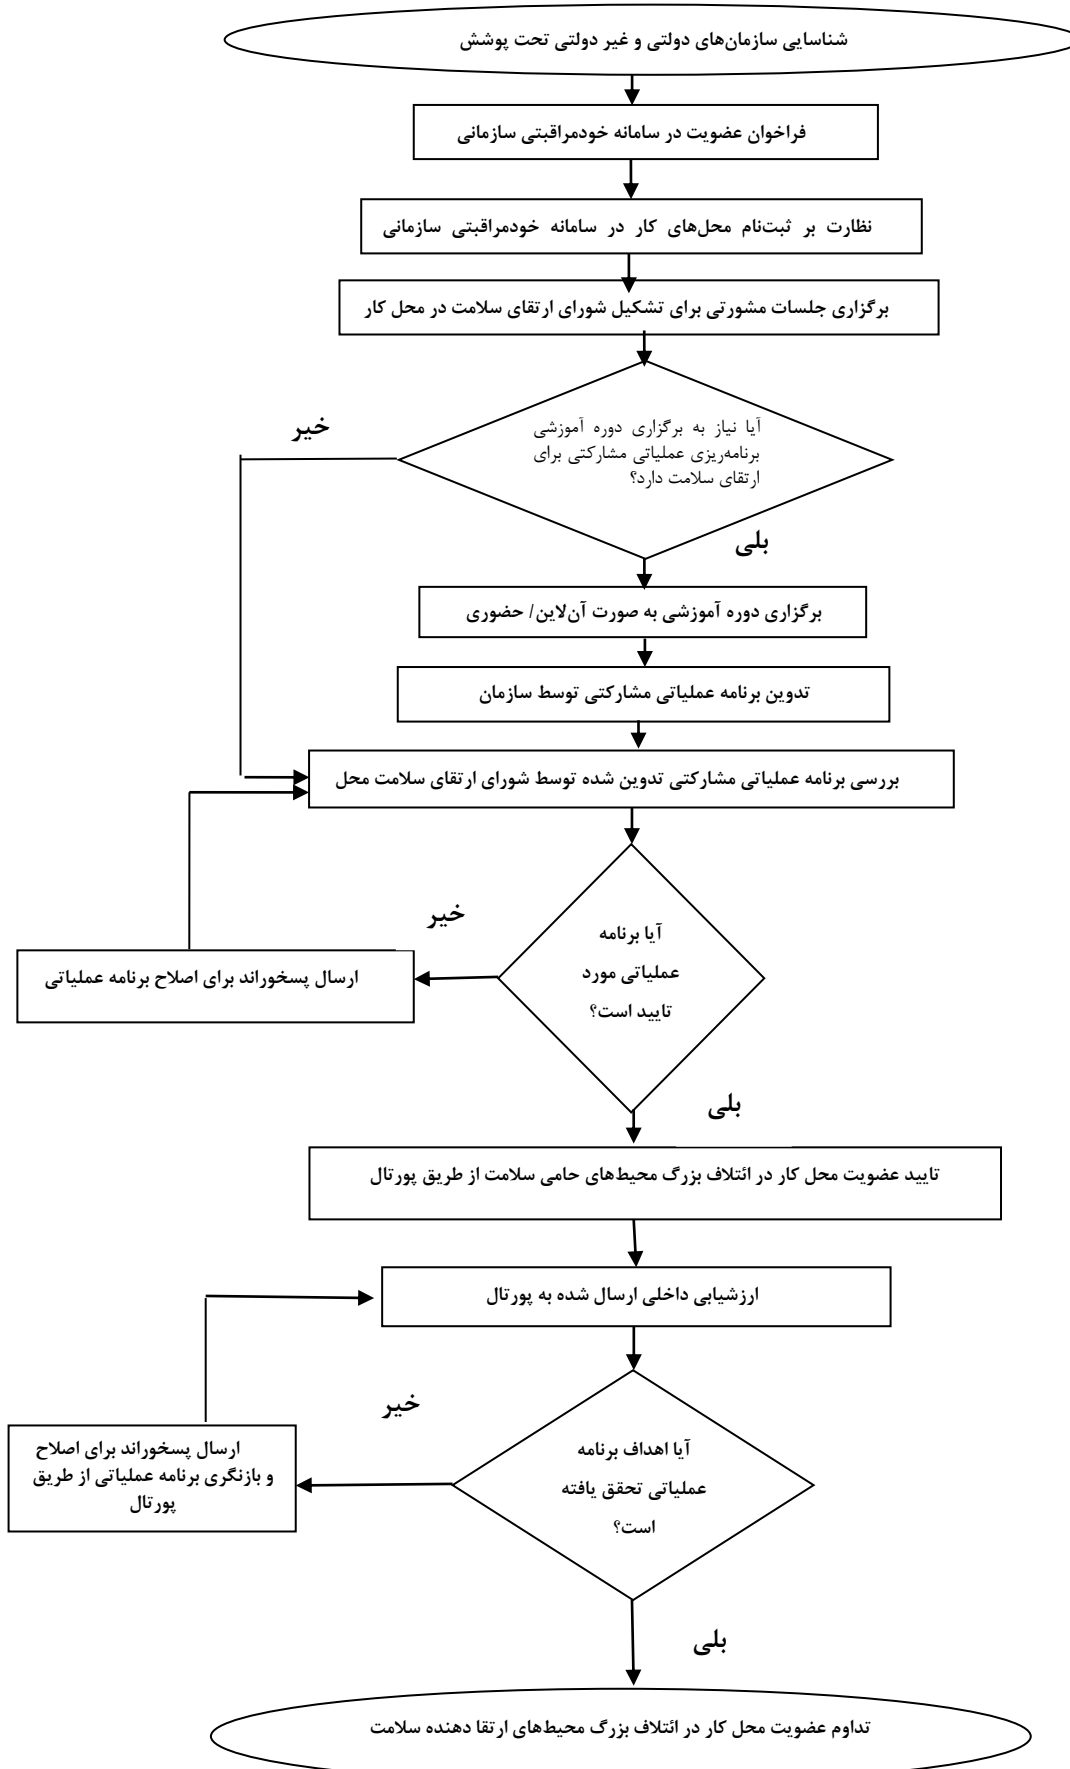 شناسایی سازمان‌های دولتی و غیر دولتی تحت پوشش
فراخوان عضویت در سامانه خودمراقبتی سازمانی
نظارت بر ثبت‌نام محل‌های کار در سامانه خودمراقبتی سازمانی
برگزاری جلسات مشورتی برای تشکیل شورای ارتقای سلامت در محل کار
آیا نیاز به برگزاری دوره آموزشی
برنامه‌ریزی عملیاتی مشارکتی برای
ارتقای سلامت دارد؟
خیر
بلی
برگزاری دوره آموزشی به صورت آن‌لاین/ حضوری
تدوین برنامه عملیاتی مشارکتی توسط سازمان
بررسی برنامه عملیاتی مشارکتی تدوین شده توسط شورای ارتقای سلامت محل
آیا برنامه
عملیاتی مورد
تایید است؟
خیر
ارسال پسخوراند برای اصلاح برنامه عملیاتی
بلی
تایید عضویت محل کار در ائتلاف بزرگ محیط‌های حامی سلامت از طریق پورتال
ارزشیابی داخلی ارسال شده به پورتال
آیا اهداف برنامه
عملیاتی تحقق یافته
است؟
خیر
ارسال پسخوراند برای اصلاح
و بازنگری برنامه عملیاتی از طریق
پورتال
بلی
تداوم عضویت محل کار در ائتلاف بزرگ محیط‌های ارتقا دهنده سلامت